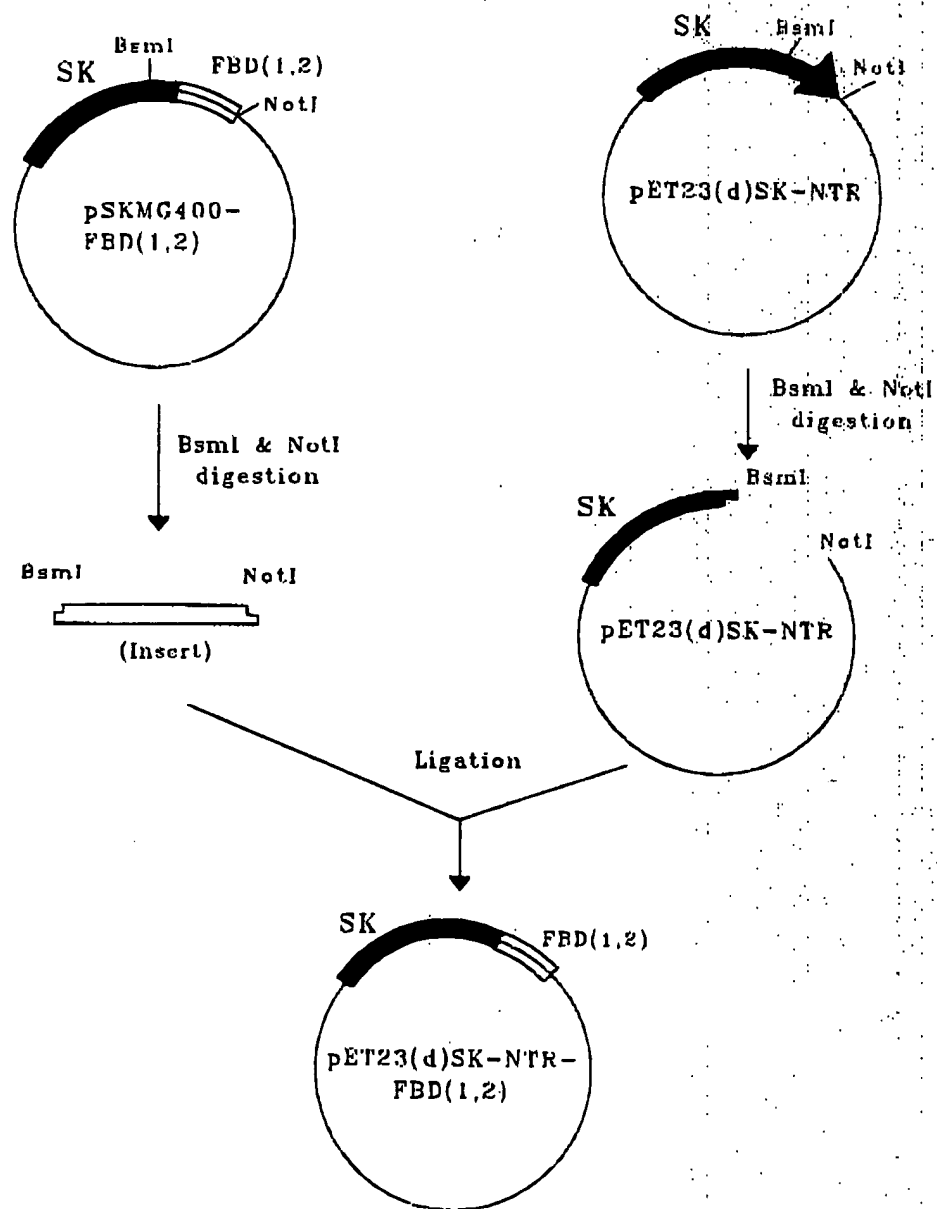 SK
BsmI
FBD(1,2)
NotI
pSKMG400-
FBD(1,2)
SK
BsmI
NotI
pET23(d)SK-NTR
BsmI & NotI
digestion
BsmI & NotI
digestion
BsmI
NotI
(Insert)
SK
BsmI
NotI
pET23(d)SK-NTR
Ligation
SK
FBD(1,2)
pET23(d)SK-NTR-
FBD(1,2)